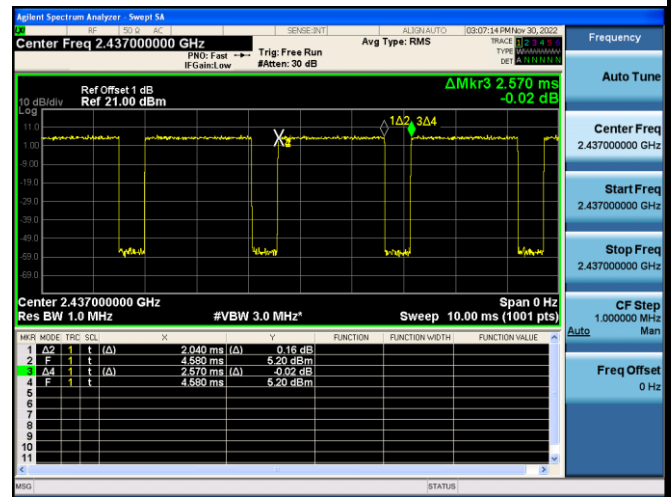 Agilent Spectrum Analyzer - Swept SA
RF 50 Ω AC SENSE:INT ALIGNAUTO 03:07:14 PM Nov 30, 2022
Center Freq 2.437000000 GHz
PNO: Fast
IFGain:Low
Trig: Free Run
#Atten: 30 dB
Avg Type: RMS
TRACE 1 2 3 4 5 6
TYPE
DET A N N N N N
ΔMkr3 2.570 ms
-0.02 dB
Ref Offset 1 dB
10 dB/div Ref 21.00 dBm
Log
11.0
1.00
-9.00
-19.0
-29.0
-39.0
-49.0
-59.0
-69.0
1Δ2 3Δ4
X
Center 2.437000000 GHz Span 0 Hz
Res BW 1.0 MHz #VBW 3.0 MHz* Sweep 10.00 ms (1001 pts)
MKR MODE TRC SCL X Y FUNCTION FUNCTION WIDTH FUNCTION VALUE
1 Δ2 1 t (Δ) 2.040 ms (Δ) 0.16 dB
2 F 1 t 4.580 ms 5.20 dBm
3 Δ4 1 t (Δ) 2.570 ms (Δ) -0.02 dB
4 F 1 t 4.580 ms 5.20 dBm
5
6
7
8
9
10
11
MSG STATUS
Frequency
Auto Tune
Center Freq
2.437000000 GHz
Start Freq
2.437000000 GHz
Stop Freq
2.437000000 GHz
CF Step
1.000000 MHz
Auto Man
Freq Offset
0 Hz